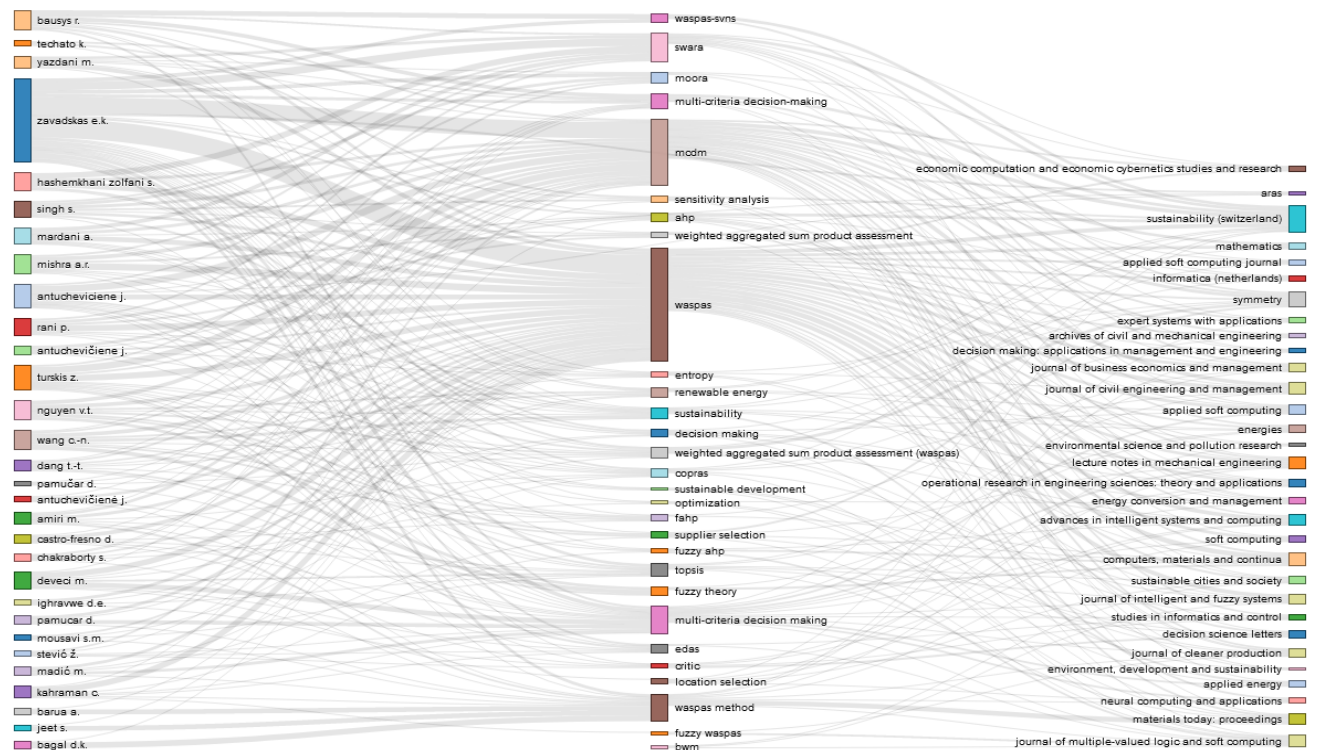 bausys r.
techato k.
yazdani m.
zavadskas e.k.
hashemkhani zolfani s.
singh s.
mardani a.
mishra a.r.
antucheviciene j.
rani p.
antuchevičiene j.
turskis z.
nguyen v.t.
wang c.-n.
dang t.-t.
pamučar d.
antuchevičienė j.
amiri m.
castro-fresno d.
chakraborty s.
deveci m.
ighravwe d.e.
pamucar d.
mousavi s.m.
stević ž.
madić m.
kahraman c.
barua a.
jeet s.
bagal d.k.
waspas-svns
swara
moora
multi-criteria decision-making
mcdm
sensitivity analysis
ahp
weighted aggregated sum product assessment
waspas
entropy
renewable energy
sustainability
decision making
weighted aggregated sum product assessment (waspas)
copras
sustainable development
optimization
fahp
supplier selection
fuzzy ahp
topsis
fuzzy theory
multi-criteria decision making
edas
critic
location selection
waspas method
fuzzy waspas
bwm
economic computation and economic cybernetics studies and research
aras
sustainability (switzerland)
mathematics
applied soft computing journal
informatica (netherlands)
symmetry
expert systems with applications
archives of civil and mechanical engineering
decision making: applications in management and engineering
journal of business economics and management
journal of civil engineering and management
applied soft computing
energies
environmental science and pollution research
lecture notes in mechanical engineering
operational research in engineering sciences: theory and applications
energy conversion and management
advances in intelligent systems and computing
soft computing
computers, materials and continua
sustainable cities and society
journal of intelligent and fuzzy systems
studies in informatics and control
decision science letters
journal of cleaner production
environment, development and sustainability
applied energy
neural computing and applications
materials today: proceedings
journal of multiple-valued logic and soft computing